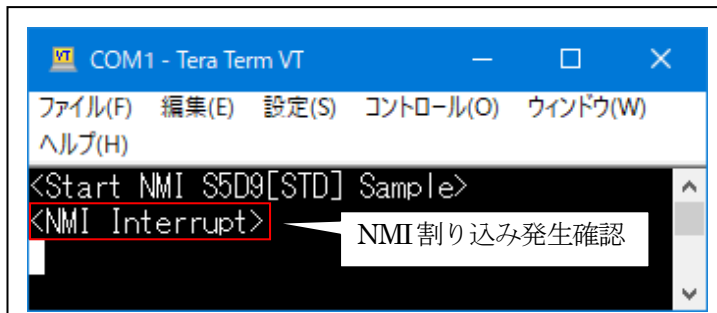 COM1 - Tera Term VT
ファイル(F) 編集(E) 設定(S) コントロール(O) ウィンドウ(W)
ヘルプ(H)
<Start NMI S5D9[STD] Sample>
<NMI Interrupt>
NMI割り込み発生確認